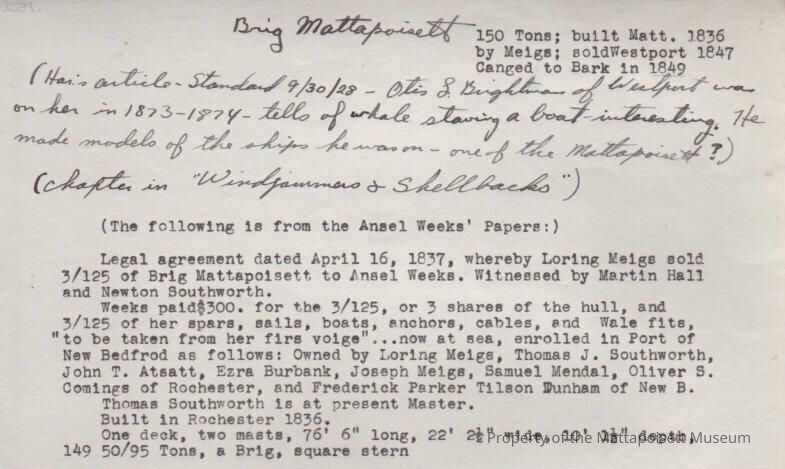 Brig Mattapoisett
150 Tons; built Matt. 1836
by Meigs; soldWestport 1847
Canged to Bark in 1849
(Has article - Standard 9/30/28 - Otis S. Brightman of Westport was
on her in 1873-1874 - tells of whale staving a boat - interesting. He
made models of the ships he was on - one of the Mattapoisett?)
(Chapter in "Windjammers & Shellbacks")
(The following is from the Ansel Weeks' Papers:)
Legal agreement dated April 16, 1837, whereby Loring Meigs sold
3/125 of Brig Mattapoisett to Ansel Weeks. Witnessed by Martin Hall
and Newton Southworth.
Weeks paid$300. for the 3/125, or 3 shares of the hull, and
3/125 of her spars, sails, boats, anchors, cables, and Wale fits,
"to be taken from her firs voige"...now at sea, enrolled in Port of
New Bedfrod as follows: Owned by Loring Meigs, Thomas J. Southworth,
John T. Atsatt, Ezra Burbank, Joseph Meigs, Samuel Mendal, Oliver S.
Comings of Rochester, and Frederick Parker Tilson Dunham of New B.
Thomas Southworth is at present Master.
Built in Rochester 1836.
One deck, two masts, 76' 6" long, 22' 2½" wide, 10' 1½" depth,
149 50/95 Tons, a Brig, square stern
Property of the Mattapoisett Museum